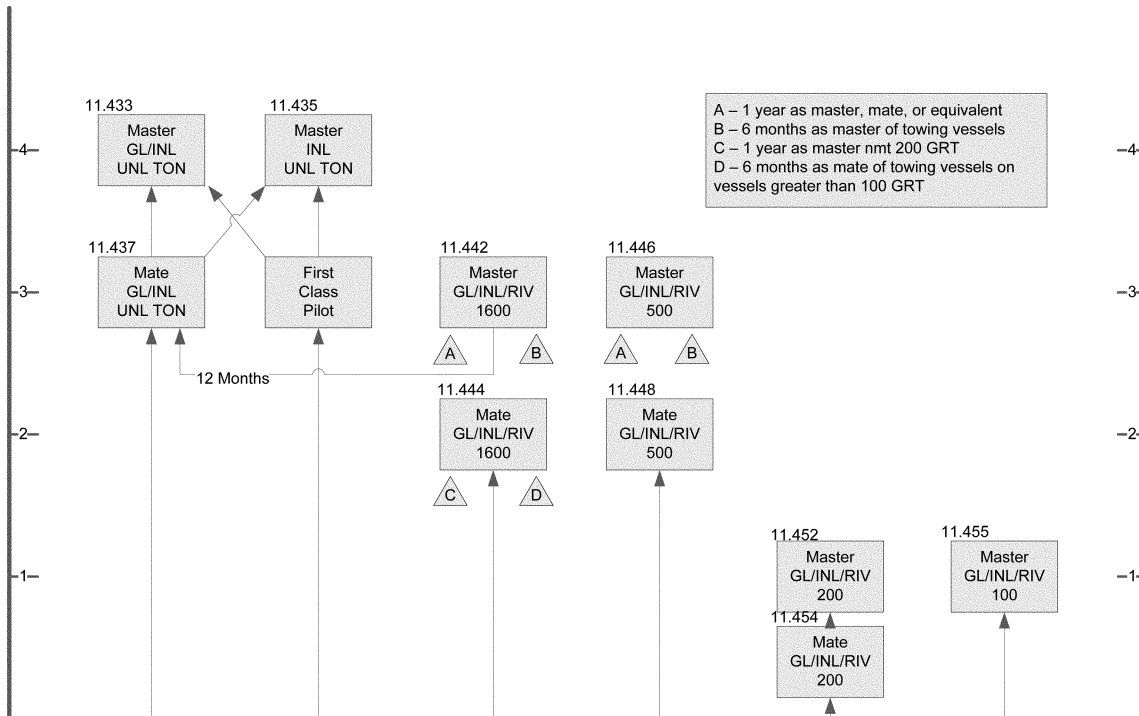 11.433
Master
GL/INL
UNL TON
11.435
Master
INL
UNL TON
A – 1 year as master, mate, or equivalent
B – 6 months as master of towing vessels
C – 1 year as master nmt 200 GRT
D – 6 months as mate of towing vessels on
vessels greater than 100 GRT
4
4
11.437
Mate
GL/INL
UNL TON
First
Class
Pilot
11.442
Master
GL/INL/RIV
1600
11.446
Master
GL/INL/RIV
500
3
3
A
B
A
B
12 Months
11.444
Mate
GL/INL/RIV
1600
11.448
Mate
GL/INL/RIV
500
2
2
C
D
11.452
Master
GL/INL/RIV
200
11.455
Master
GL/INL/RIV
100
1
1
11.454
Mate
GL/INL/RIV
200